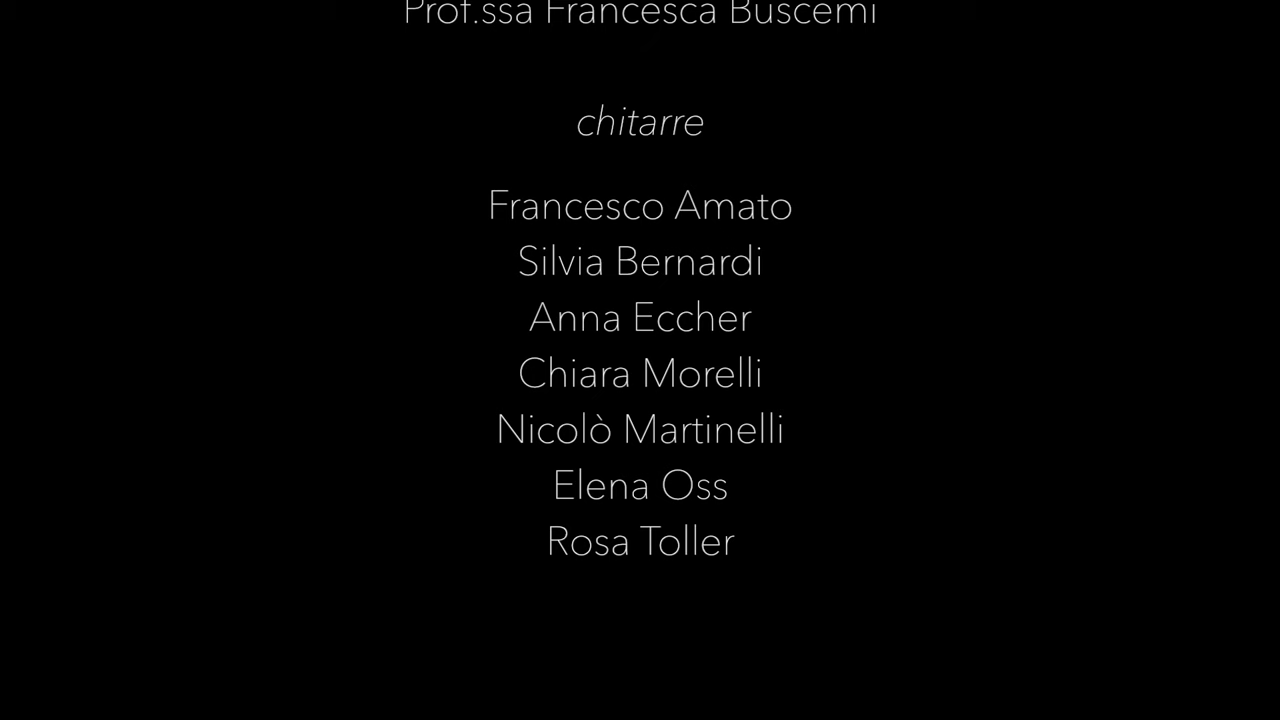 Prof.ssa Francesca Buscemi
chitarre
Francesco Amato
Silvia Bernardi
Anna Eccher
Chiara Morelli
Nicolò Martinelli
Elena Oss
Rosa Toller